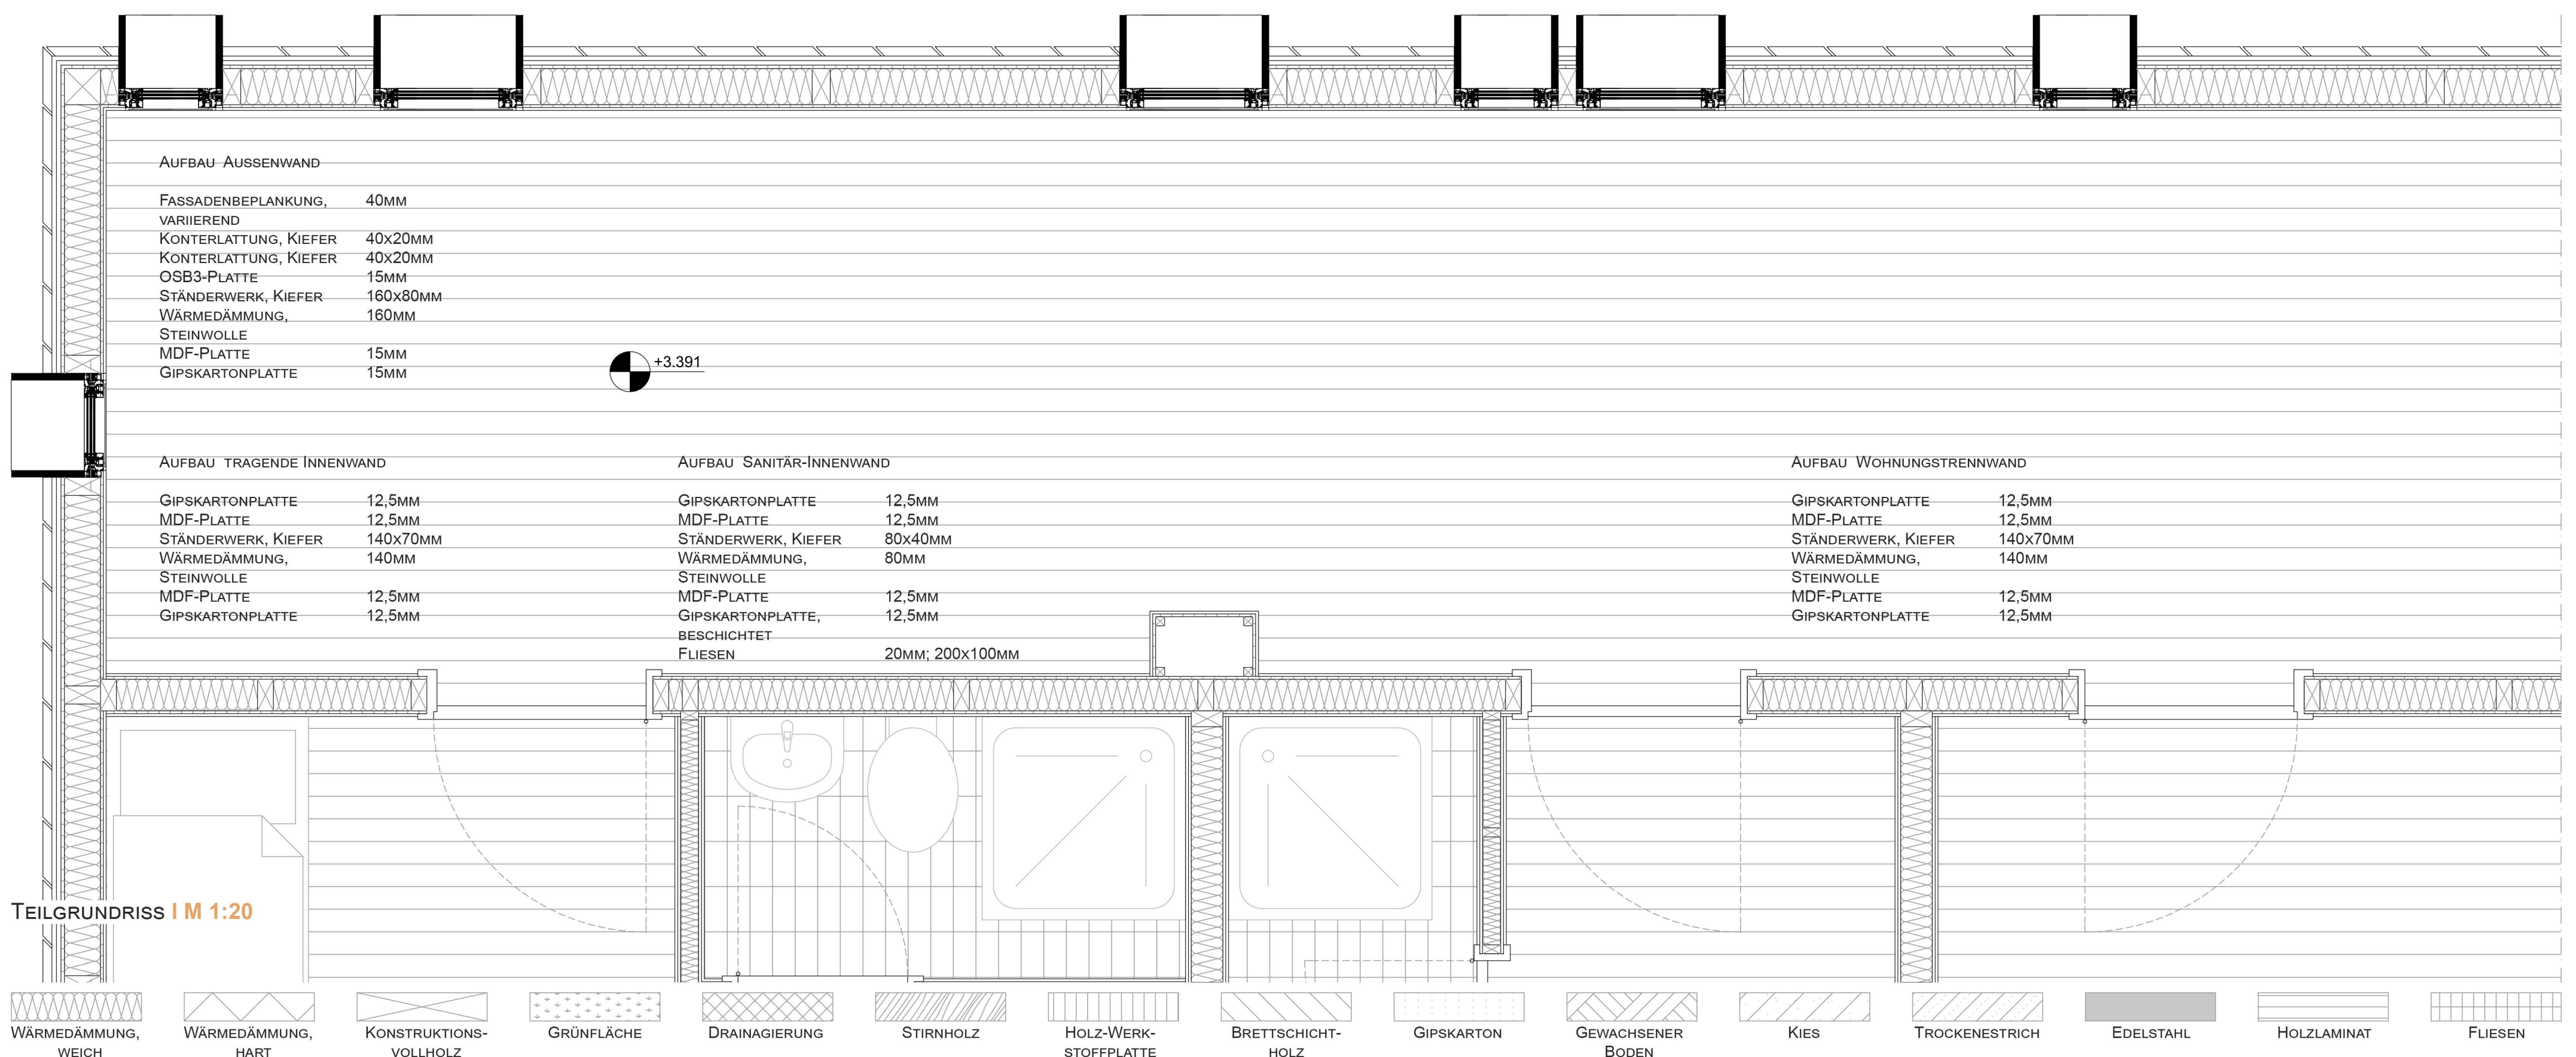 Aufbau Aussenwand
Fassadenbeplankung, 40mm
variierend
Konterlattung, Kiefer 40x20mm
Konterlattung, Kiefer 40x20mm
OSB3-Platte 15mm
Ständerwerk, Kiefer 160x80mm
Wärmedämmung, 160mm
Steinwolle
MDF-Platte 15mm
Gipskartonplatte 15mm
+3.391
Aufbau tragende Innenwand
Gipskartonplatte 12,5mm
MDF-Platte 12,5mm
Ständerwerk, Kiefer 140x70mm
Wärmedämmung, 140mm
Steinwolle
MDF-Platte 12,5mm
Gipskartonplatte 12,5mm
Aufbau Sanitär-Innenwand
Gipskartonplatte 12,5mm
MDF-Platte 12,5mm
Ständerwerk, Kiefer 80x40mm
Wärmedämmung, 80mm
Steinwolle
MDF-Platte 12,5mm
Gipskartonplatte, 12,5mm
beschichtet
Fliesen 20mm; 200x100mm
Aufbau Wohnungstrennwand
Gipskartonplatte 12,5mm
MDF-Platte 12,5mm
Ständerwerk, Kiefer 140x70mm
Wärmedämmung, 140mm
Steinwolle
MDF-Platte 12,5mm
Gipskartonplatte 12,5mm
Teilgrundriss I M 1:20
Wärmedämmung,
weich
Wärmedämmung,
hart
Konstruktions-
vollholz
Grünfläche
Drainagierung
Stirnholz
Holz-Werk-
stoffplatte
Brettschicht-
holz
Gipskarton
Gewachsener
Boden
Kies
Trockenestrich
Edelstahl
Holzlaminat
Fliesen